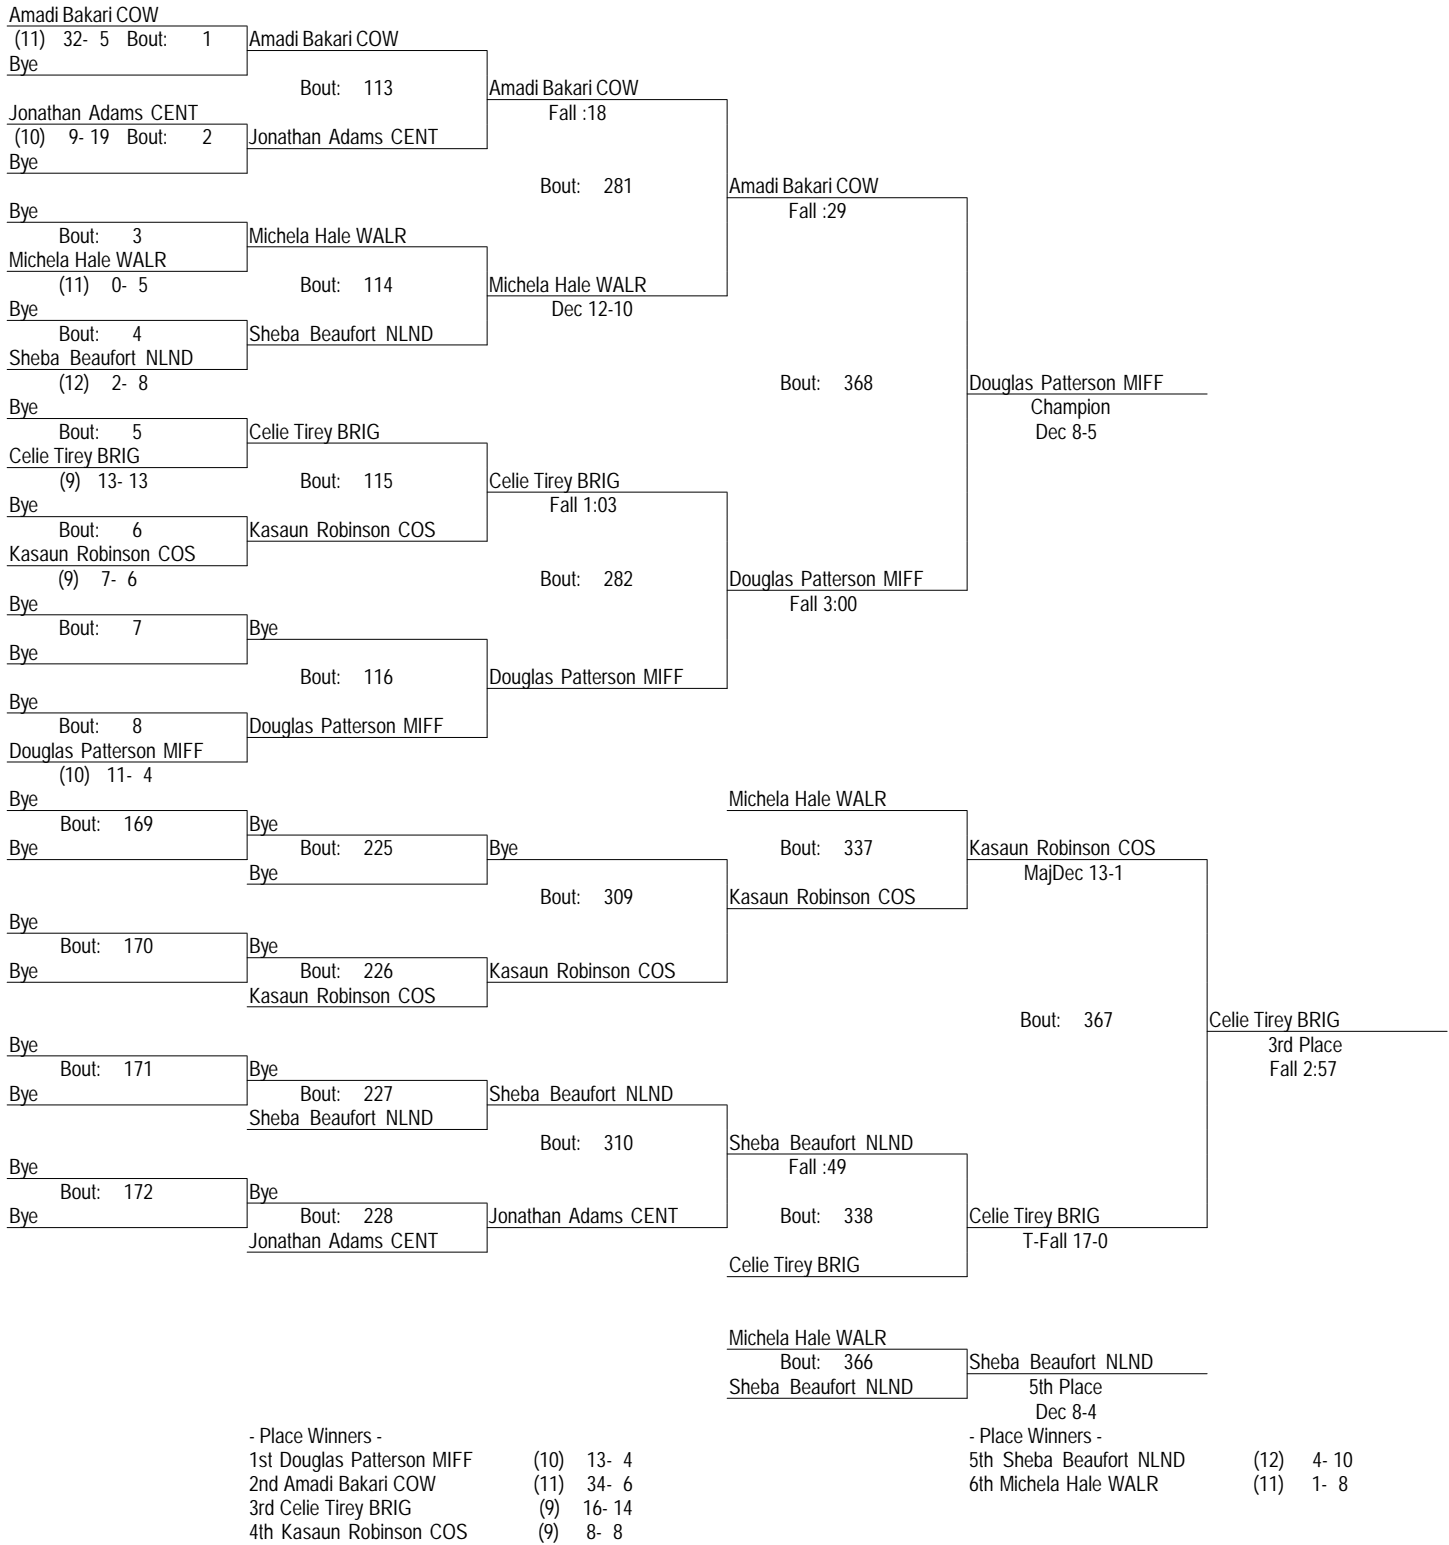 Amadi Bakari COW
(11) 32- 5 Bout: 1 Amadi Bakari COW
Bye
Bout: 113 Amadi Bakari COW
Jonathan Adams CENT Fall :18
(10) 9- 19 Bout: 2 Jonathan Adams CENT
Bye
Bout: 281 Amadi Bakari COW
Bye Fall :29
Bout: 3 Michela Hale WALR
Michela Hale WALR
(11) 0- 5 Bout: 114 Michela Hale WALR
Bye Dec 12-10
Bout: 4 Sheba Beaufort NLND
Sheba Beaufort NLND
(12) 2- 8 Bout: 368 Douglas Patterson MIFF
Bye Champion
Bout: 5 Celie Tirey BRIG Dec 8-5
Celie Tirey BRIG
(9) 13- 13 Bout: 115 Celie Tirey BRIG
Bye Fall 1:03
Bout: 6 Kasaun Robinson COS
Kasaun Robinson COS
(9) 7- 6 Bout: 282 Douglas Patterson MIFF
Bye Fall 3:00
Bout: 7 Bye
Bye
Bout: 116 Douglas Patterson MIFF
Bye
Bout: 8 Douglas Patterson MIFF
Douglas Patterson MIFF
(10) 11- 4
Bye Michela Hale WALR
Bout: 169 Bye
Bye Bout: 225 Bye Bout: 337 Kasaun Robinson COS
Bye MajDec 13-1
Bout: 309 Kasaun Robinson COS
Bye
Bout: 170 Bye
Bye Bout: 226 Kasaun Robinson COS
Kasaun Robinson COS
Bout: 367 Celie Tirey BRIG
Bye 3rd Place
Bout: 171 Bye Fall 2:57
Bye Bout: 227 Sheba Beaufort NLND
Sheba Beaufort NLND
Bout: 310 Sheba Beaufort NLND
Bye Fall :49
Bout: 172 Bye
Bye Bout: 228 Jonathan Adams CENT Bout: 338 Celie Tirey BRIG
Jonathan Adams CENT T-Fall 17-0
Celie Tirey BRIG
Michela Hale WALR
Bout: 366 Sheba Beaufort NLND
Sheba Beaufort NLND 5th Place
Dec 8-4
- Place Winners -
1st Douglas Patterson MIFF (10) 13- 4
2nd Amadi Bakari COW (11) 34- 6
3rd Celie Tirey BRIG (9) 16- 14
4th Kasaun Robinson COS (9) 8- 8
- Place Winners -
5th Sheba Beaufort NLND (12) 4- 10
6th Michela Hale WALR (11) 1- 8